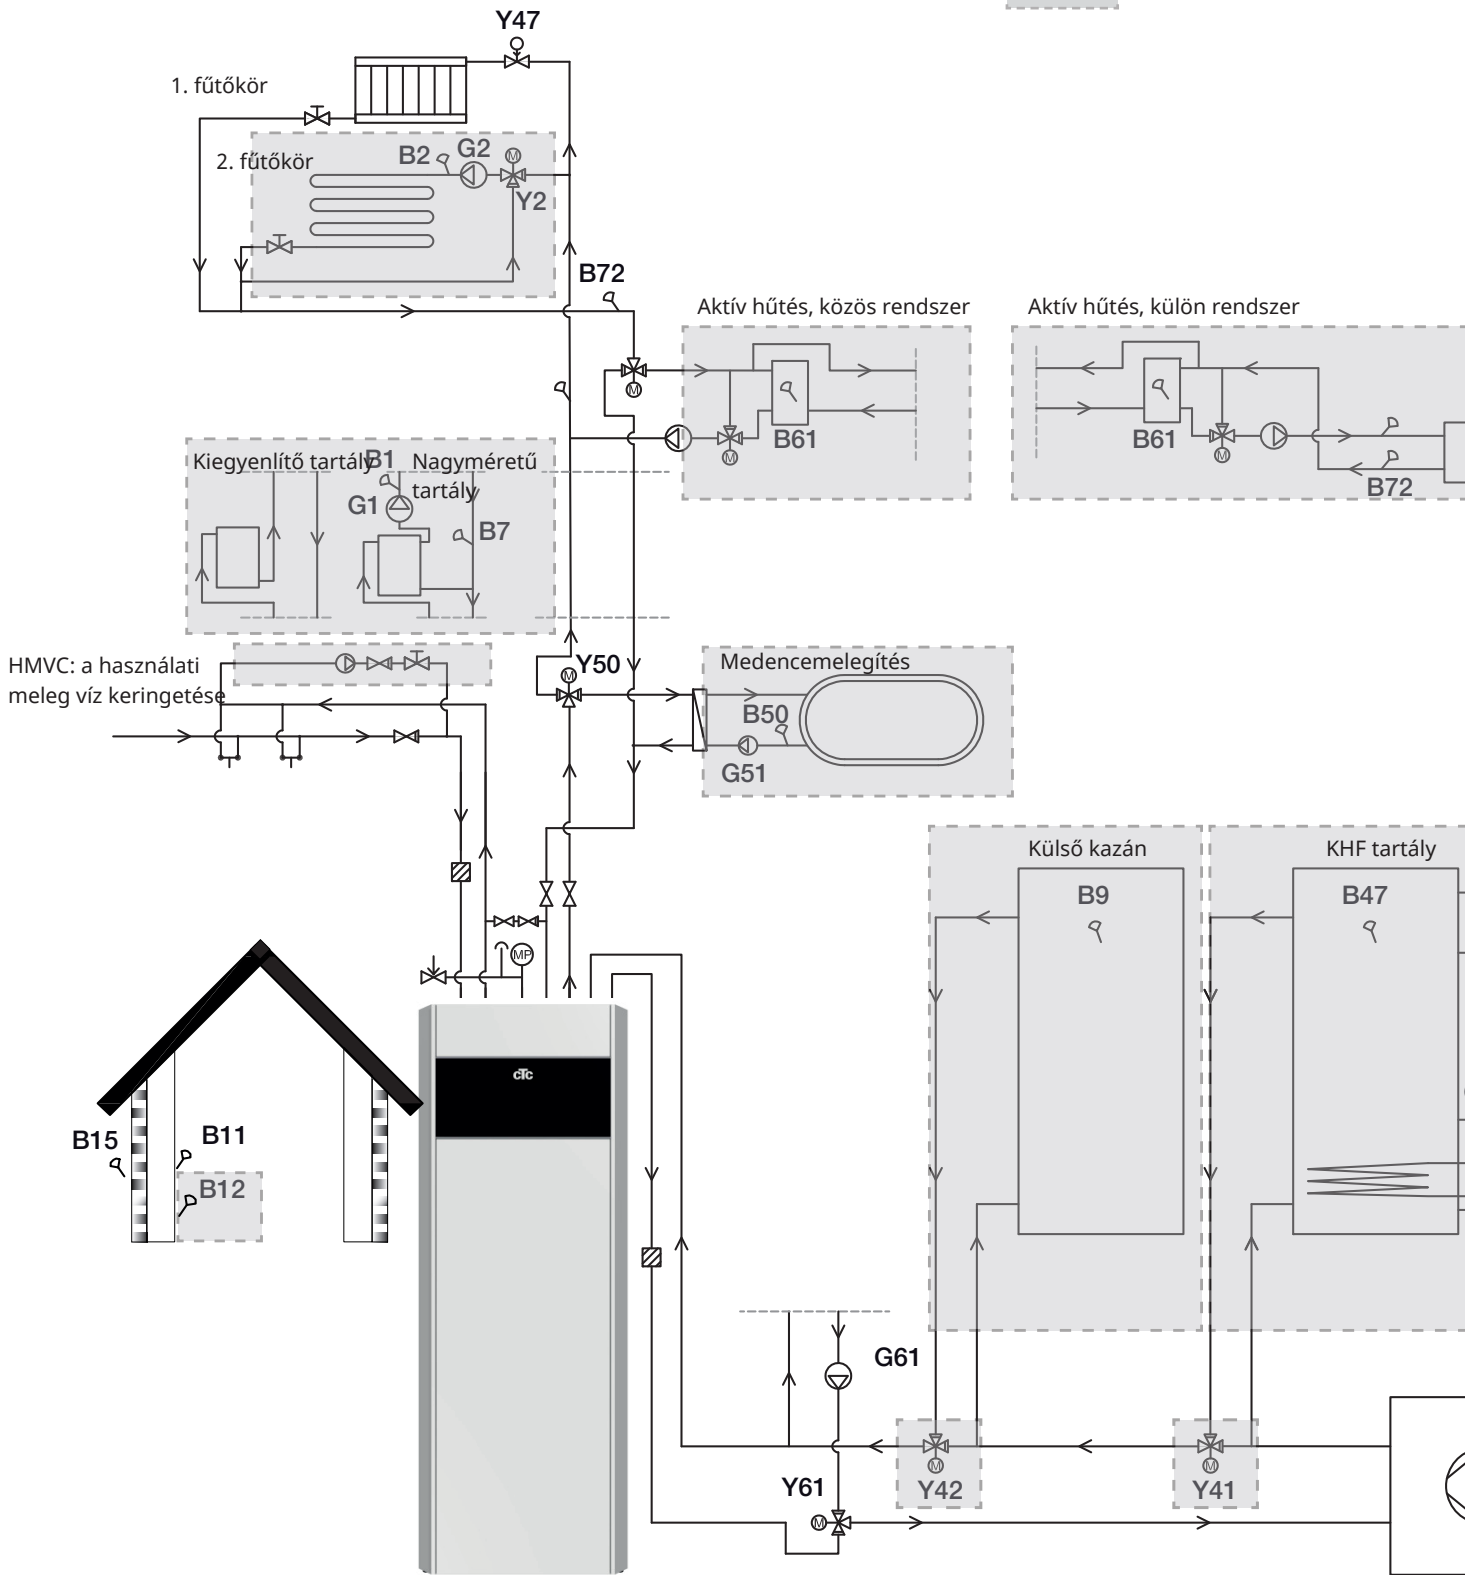 Y47
1. fűtőkör
2. fűtőkör
B2
G2
M
Y2
B72
Aktív hűtés, közös rendszer
Aktív hűtés, külön rendszer
M
B61
M
B61
M
B72
Kiegyenlítő tartály
B1
Nagyméretű
tartály
G1
B7
HMVC: a használati
meleg víz keringetése
M
Y50
Medencemelegítés
B50
G51
Külső kazán
B9
KHF tartály
B47
MP
cTc
B15
B11
B12
G61
Y61
M
M
Y42
M
Y41